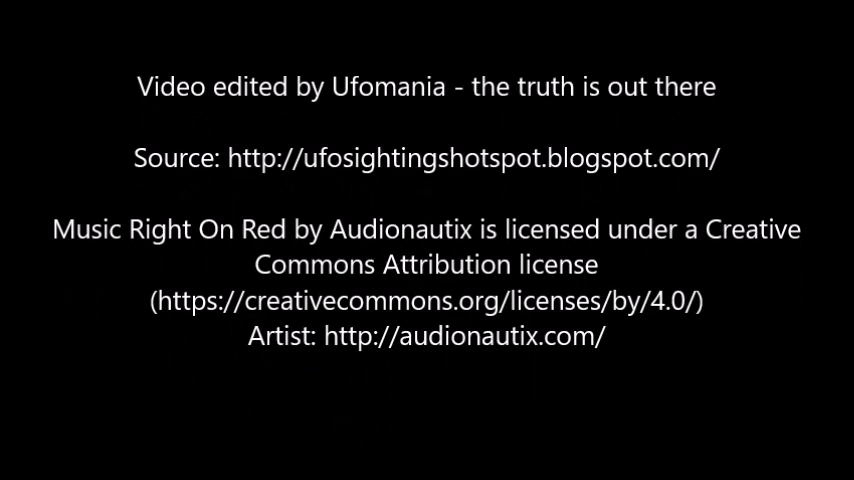 Video edited by Ufomania - the truth is out there
Source: http://ufosightingshotspot.blogspot.com/
Music Right On Red by Audionautix is licensed under a Creative
Commons Attribution license
(https://creativecommons.org/licenses/by/4.0/)
Artist: http://audionautix.com/